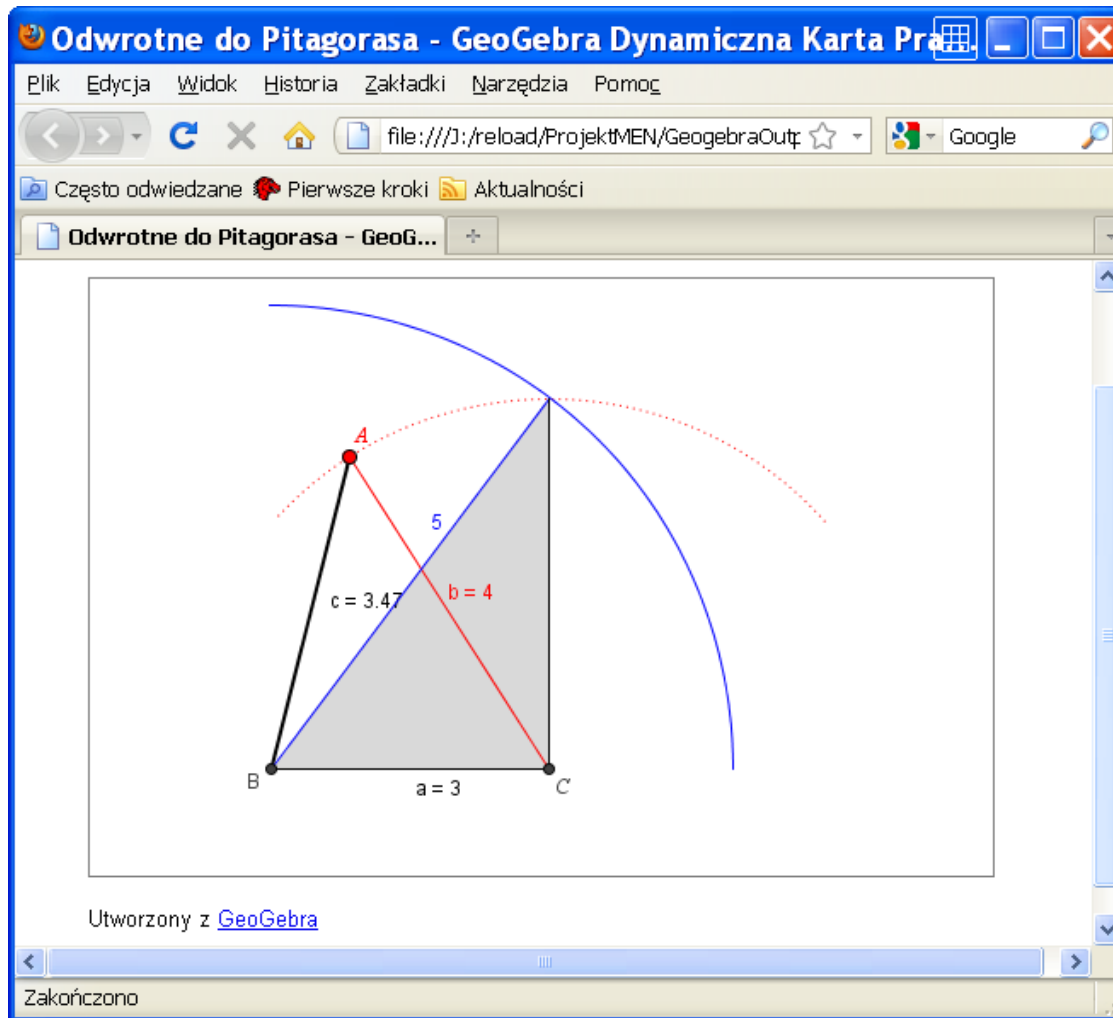 Odwrotne do Pitagorasa - GeoGebra Dynamiczna Karta Pra...
Plik Edycja Widok Historia Zakładki Narzędzia Pomoc
file:///J:/reload/ProjektMEN/GeogebraOutp Google
Często odwiedzane Pierwsze kroki Aktualności
Odwrotne do Pitagorasa - GeoG...
A
5
b = 4
c = 3.47
B
C
a = 3
Utworzony z GeoGebra
Zakończono